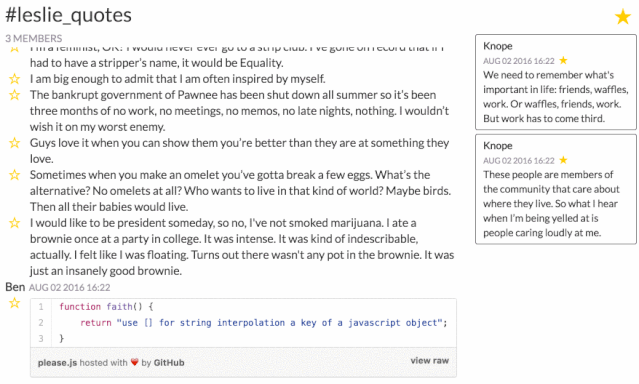 #leslie_quotes
3 MEMBERS
I'm a feminist, OK? I would never ever go to a strip club. I've gone on record that if I
had to have a stripper's name, it would be Equality.
I am big enough to admit that I am often inspired by myself.
The bankrupt government of Pawnee has been shut down all summer so it's been
three months of no work, no meetings, no memos, no late nights, nothing. I wouldn't
wish it on my worst enemy.
Guys love it when you can show them you're better than they are at something they
love.
Sometimes when you make an omelet you've gotta break a few eggs. What's the
alternative? No omelets at all? Who wants to live in that kind of world? Maybe birds.
Then all their babies would live.
I would like to be president someday, so no, I've not smoked marijuana. I ate a
brownie once at a party in college. It was intense. It was kind of indescribable,
actually. I felt like I was floating. Turns out there wasn't any pot in the brownie. It was
just an insanely good brownie.
Ben AUG 02 2016 16:22
1 function faith() {
2 return "use [] for string interpolation a key of a javascript object";
3 }
please.js hosted with ❤ by GitHub view raw
Knope
AUG 02 2016 16:22
We need to remember what's
important in life: friends, waffles,
work. Or waffles, friends, work.
But work has to come third.
Knope
AUG 02 2016 16:22
These people are members of
the community that care about
where they live. So what I hear
when I'm being yelled at is
people caring loudly at me.